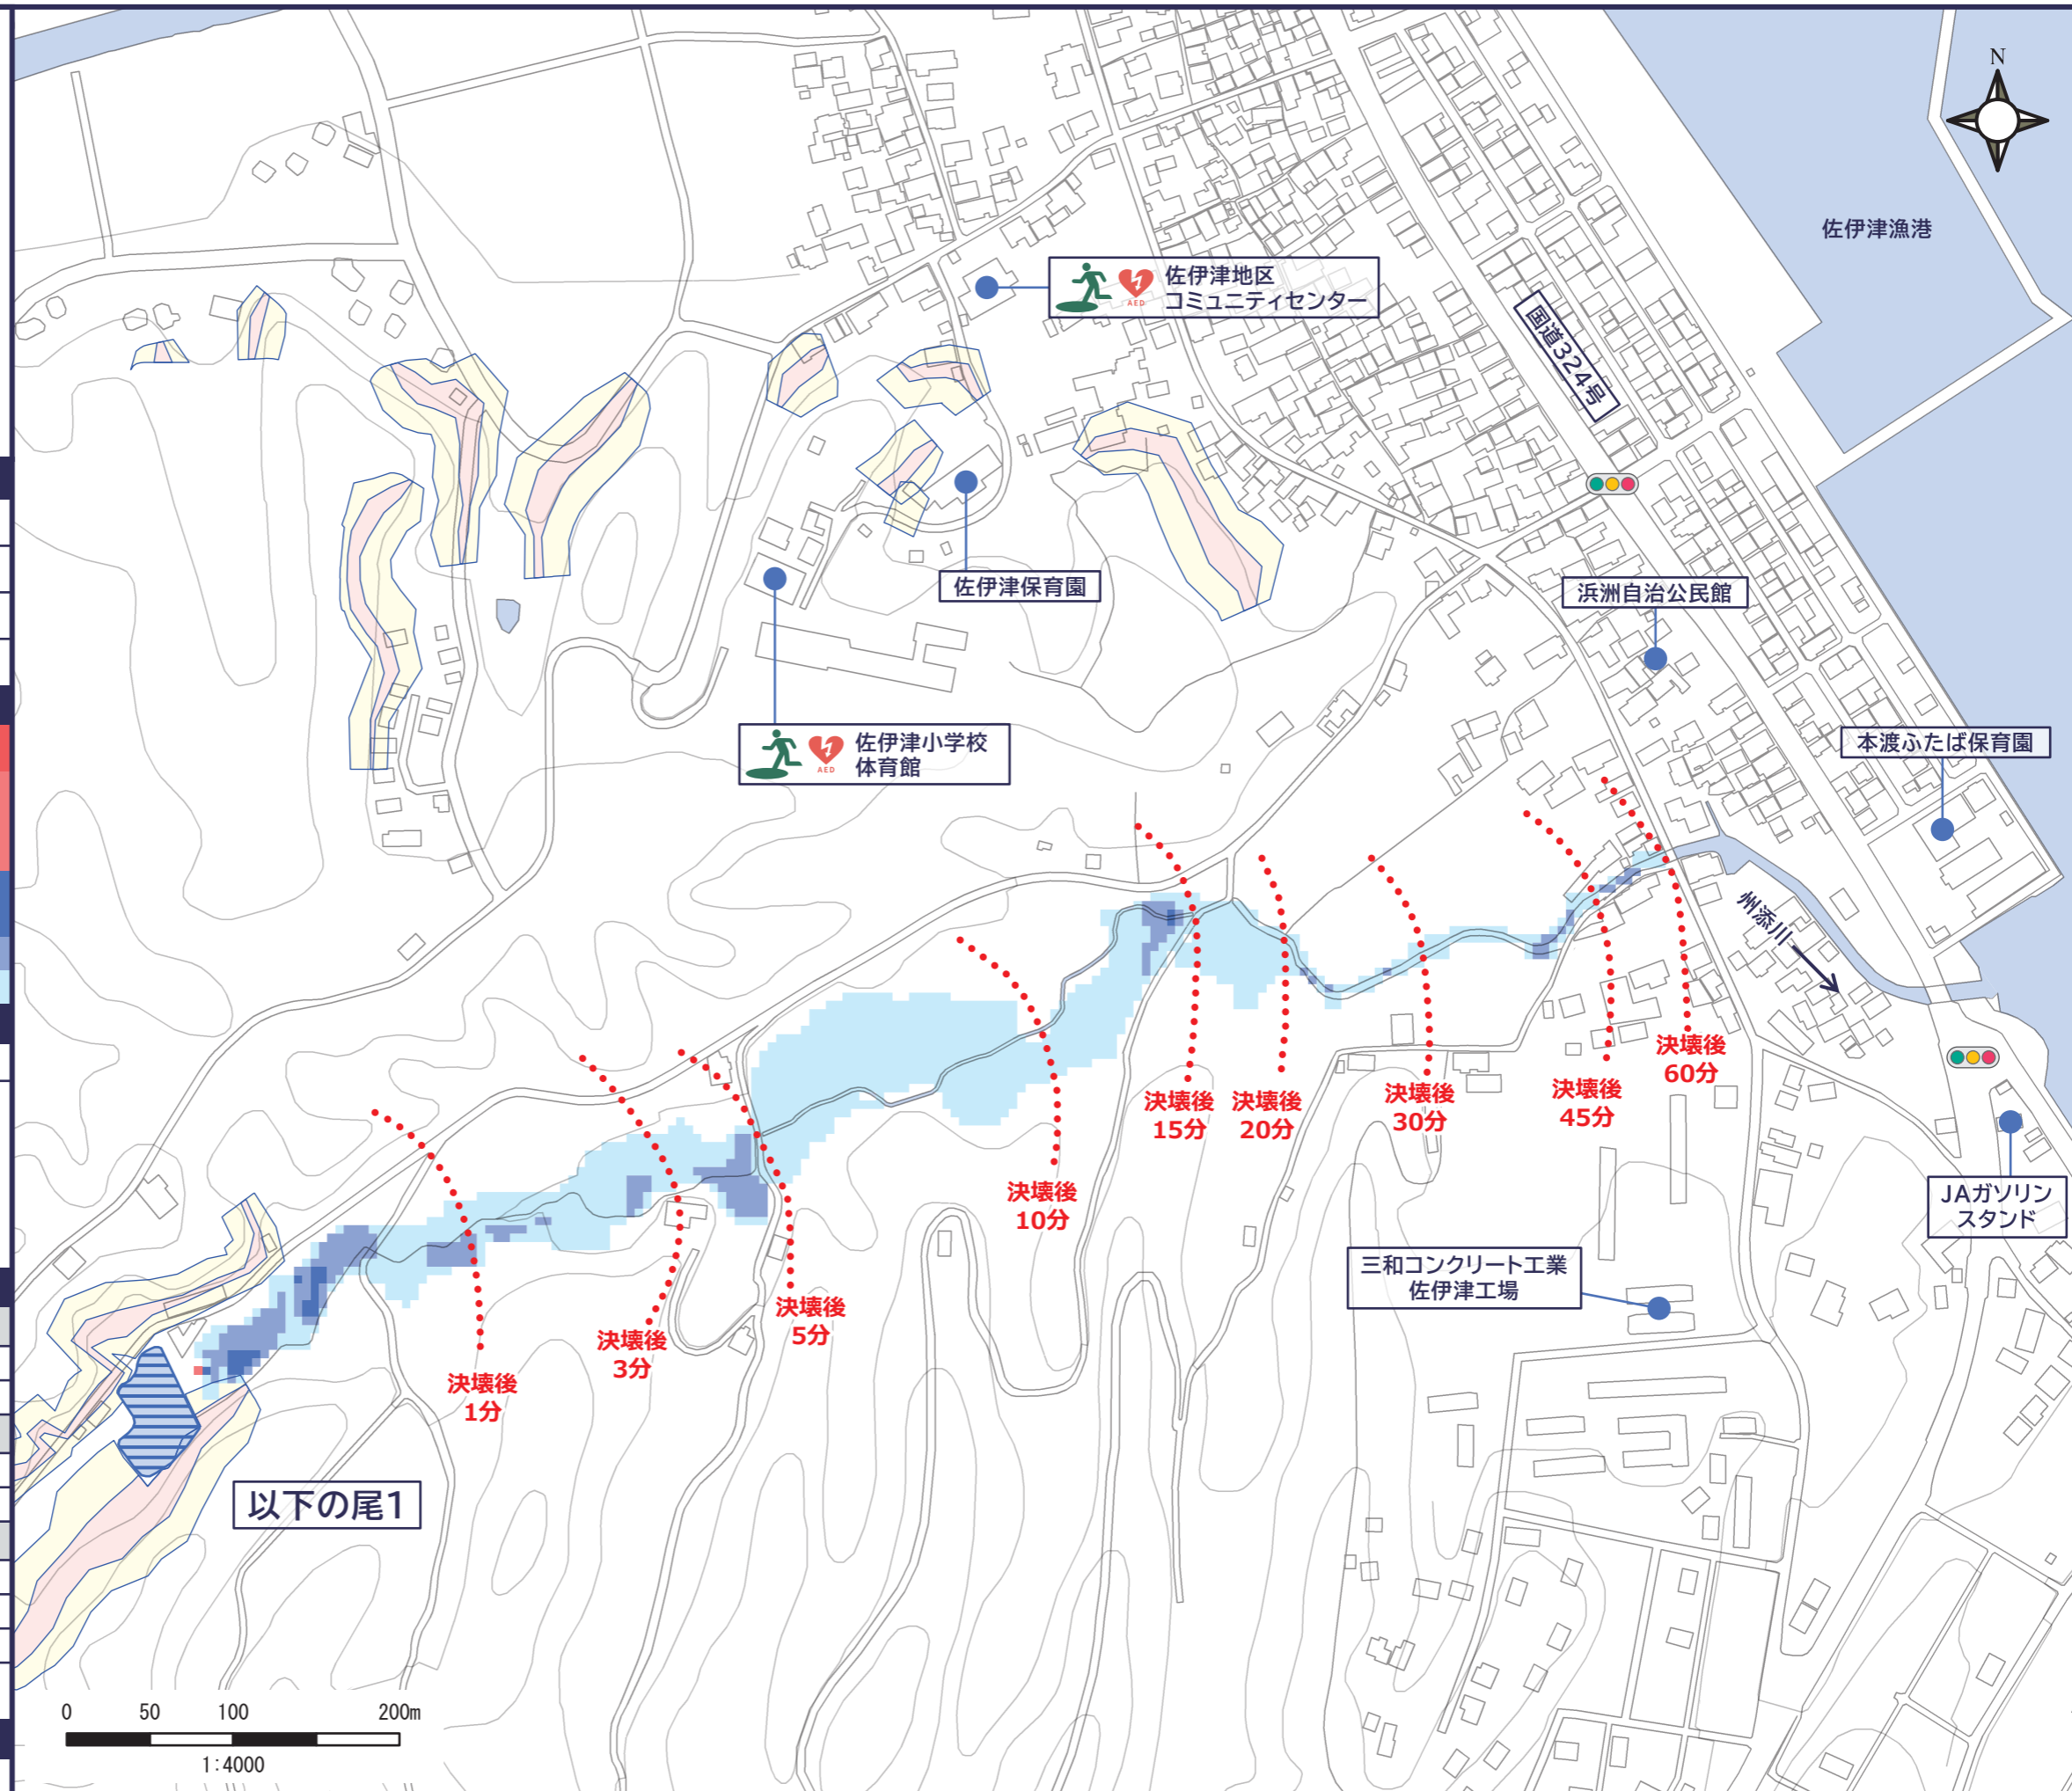 N
佐伊津漁港
佐伊津地区
コミュニティセンター
AED
国道324号
佐伊津保育園
浜洲自治公民館
佐伊津小学校
体育館
AED
本渡ふたば保育園
州添川
決壊後
60分
決壊後
45分
決壊後
30分
決壊後
20分
決壊後
15分
決壊後
10分
決壊後
5分
決壊後
3分
決壊後
1分
JAガソリン
スタンド
三和コンクリート工業
佐伊津工場
以下の尾1
0 50 100 200m
1:4000